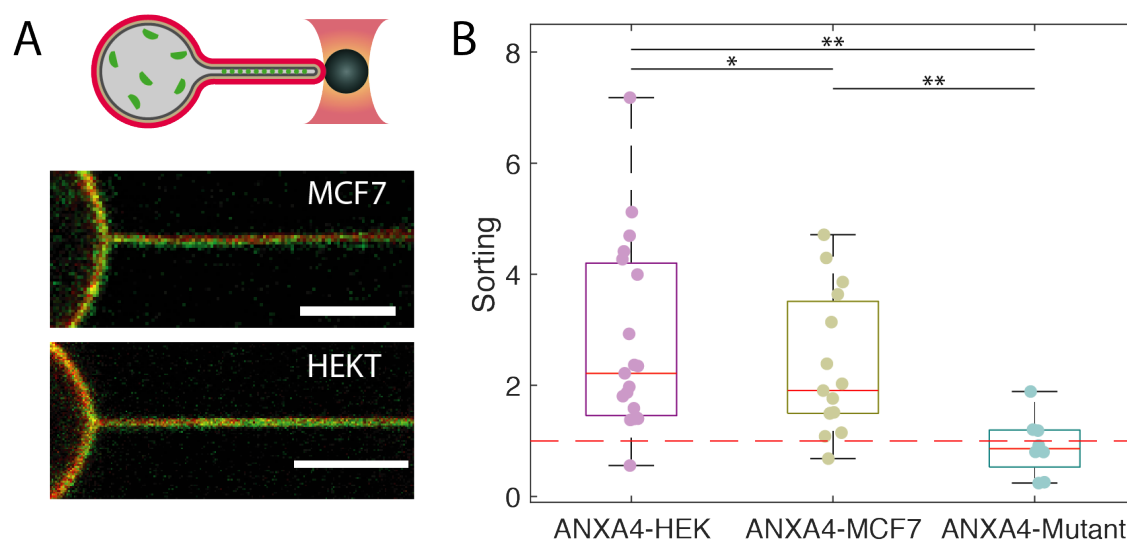 A
MCF7
HEKT
B
**
*
**
8
6
4
2
0
Sorting
ANXA4-HEK ANXA4-MCF7 ANXA4-Mutant